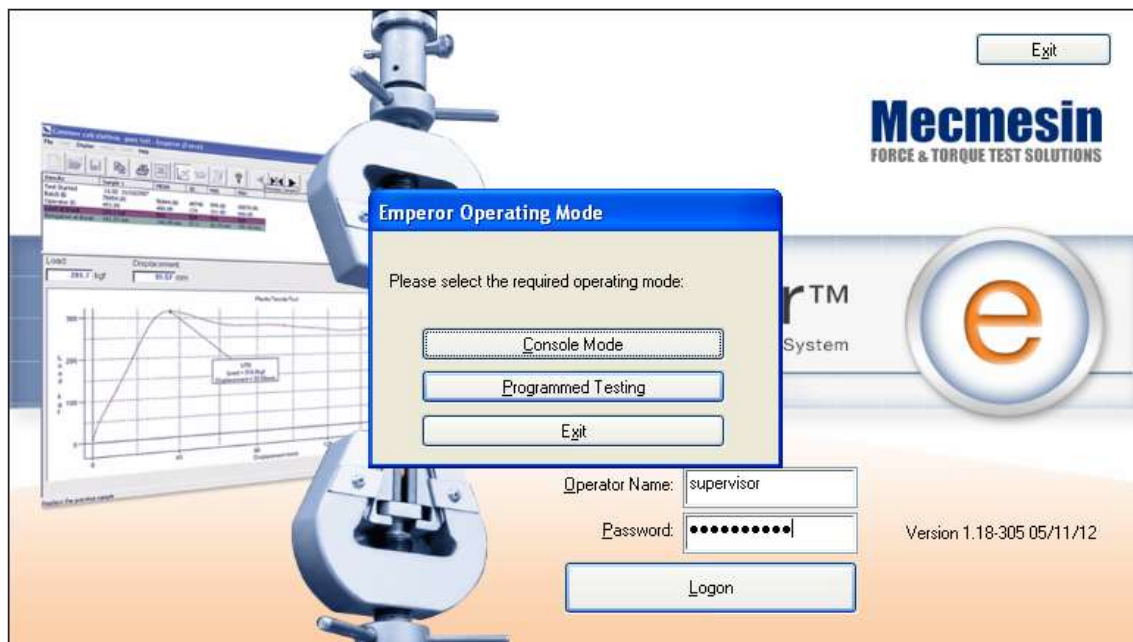 Exit
Mecmesin
FORCE & TORQUE TEST SOLUTIONS
Emperor Operating Mode
Please select the required operating mode:
Console Mode
Programmed Testing
Exit
r™
System
Load
Displacement
Operator Name: supervisor
Password: ●●●●●●●●●●
Version 1.18-305 05/11/12
Logon
e